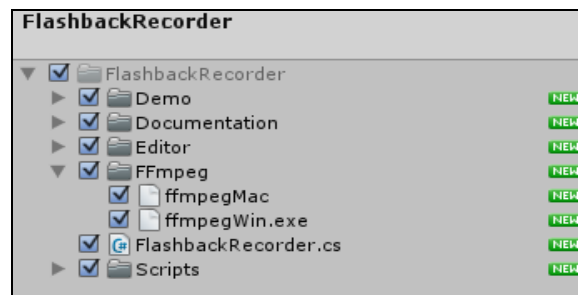 FlashbackRecorder
FlashbackRecorder
Demo NEW
Documentation NEW
Editor NEW
FFmpeg NEW
ffmpegMac NEW
ffmpegWin.exe NEW
FlashbackRecorder.cs NEW
Scripts NEW